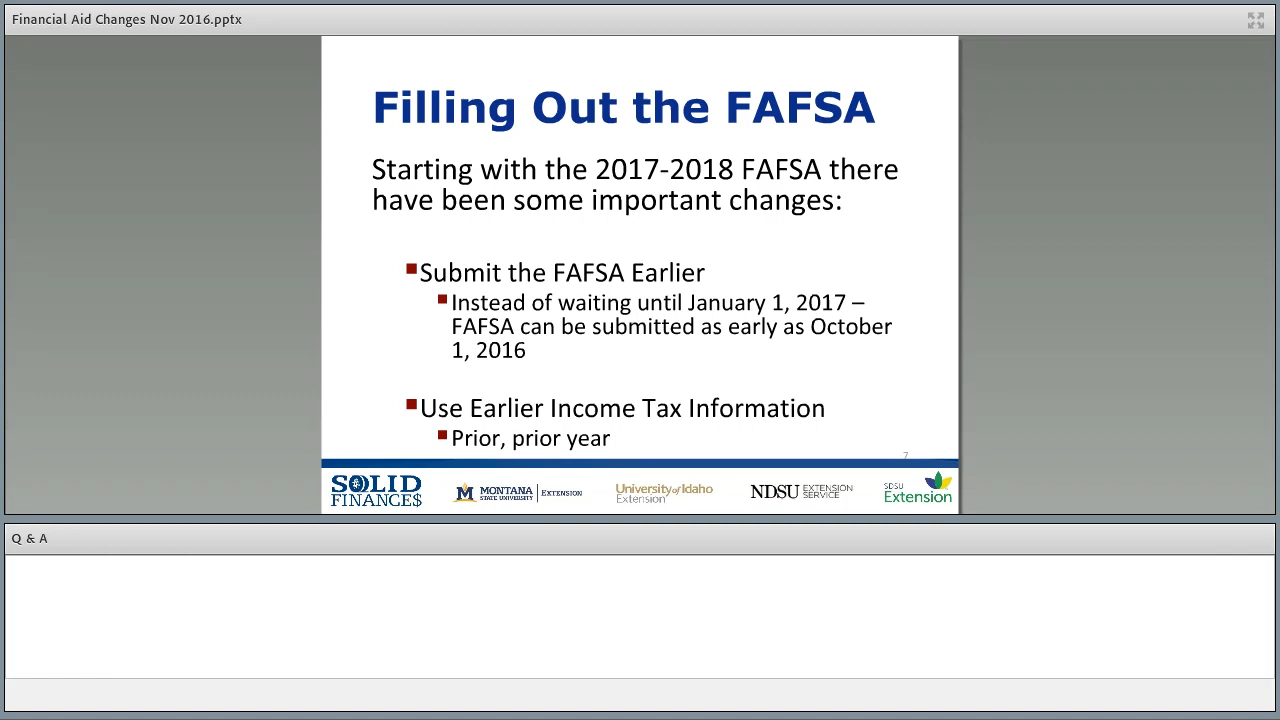 Financial Aid Changes Nov 2016.pptx
Filling Out the FAFSA
Starting with the 2017-2018 FAFSA there
have been some important changes:
Submit the FAFSA Earlier
Instead of waiting until January 1, 2017 –
FAFSA can be submitted as early as October
1, 2016
Use Earlier Income Tax Information
Prior, prior year
7
SOLID
FINANCE$
MONTANA
STATE UNIVERSITY
EXTENSION
University of Idaho
Extension
NDSU
EXTENSION
SERVICE
SDSU
Extension
Q & A